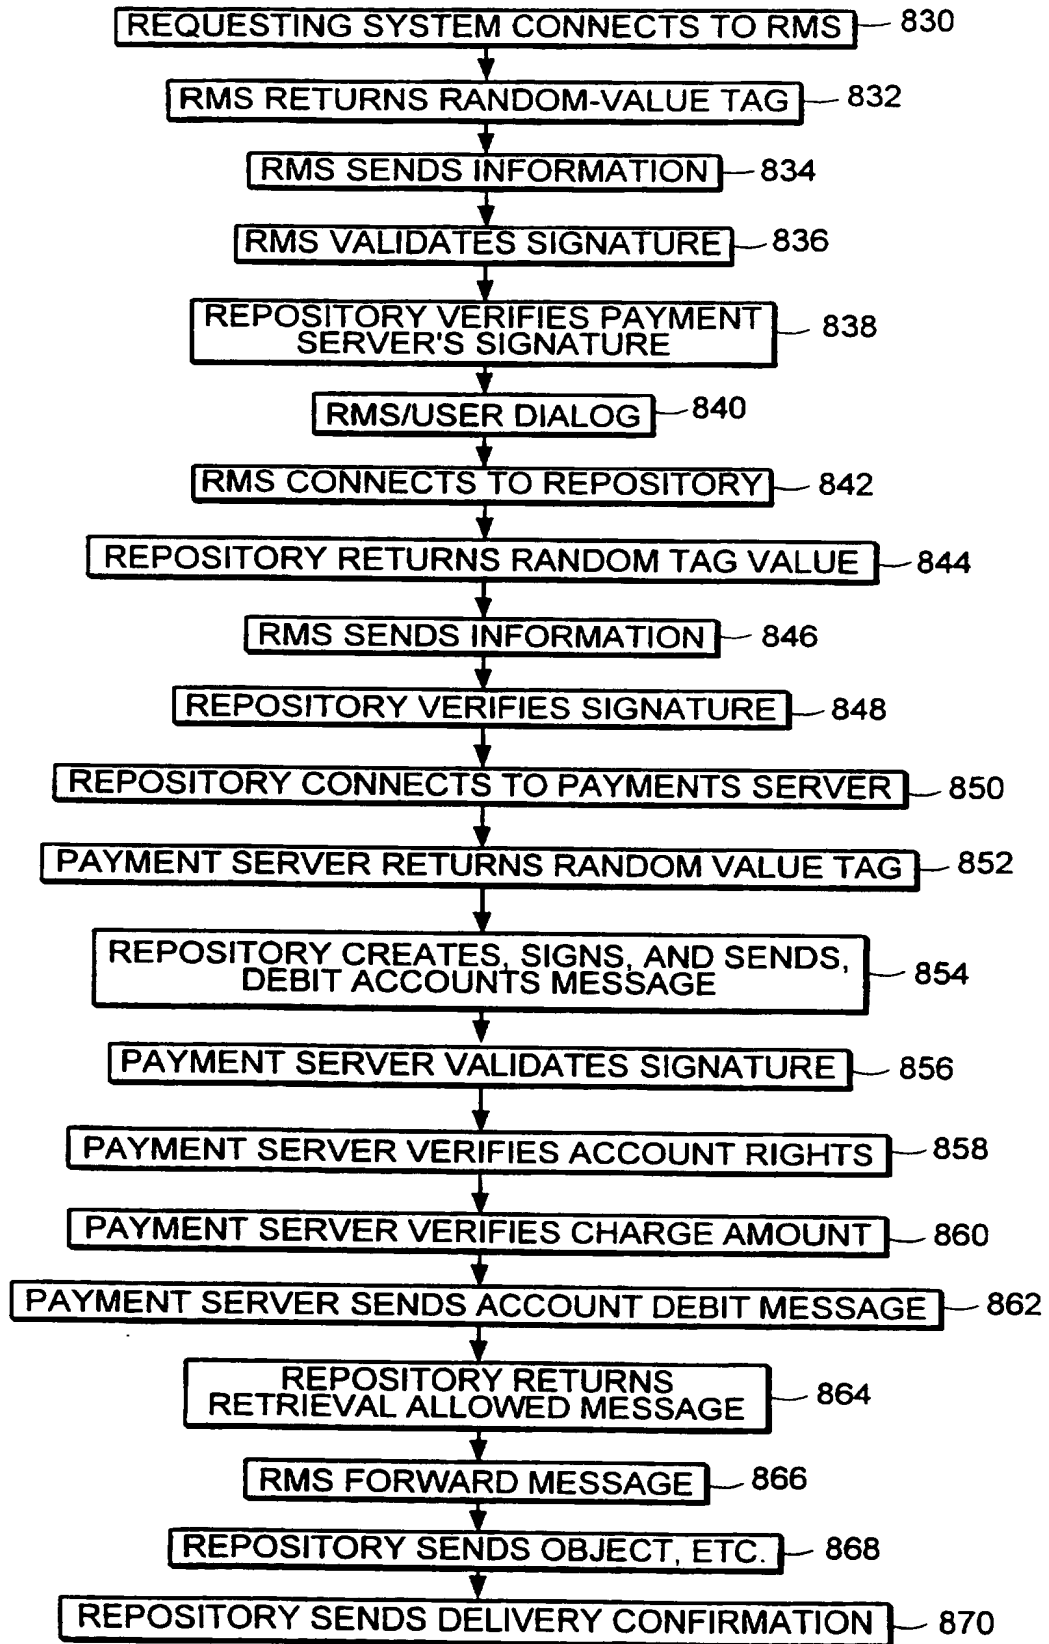 REQUESTING SYSTEM CONNECTS TO RMS 830
RMS RETURNS RANDOM-VALUE TAG 832
RMS SENDS INFORMATION 834
RMS VALIDATES SIGNATURE 836
REPOSITORY VERIFIES PAYMENT
SERVER'S SIGNATURE 838
RMS/USER DIALOG 840
RMS CONNECTS TO REPOSITORY 842
REPOSITORY RETURNS RANDOM TAG VALUE 844
RMS SENDS INFORMATION 846
REPOSITORY VERIFIES SIGNATURE 848
REPOSITORY CONNECTS TO PAYMENTS SERVER 850
PAYMENT SERVER RETURNS RANDOM VALUE TAG 852
REPOSITORY CREATES, SIGNS, AND SENDS,
DEBIT ACCOUNTS MESSAGE 854
PAYMENT SERVER VALIDATES SIGNATURE 856
PAYMENT SERVER VERIFIES ACCOUNT RIGHTS 858
PAYMENT SERVER VERIFIES CHARGE AMOUNT 860
PAYMENT SERVER SENDS ACCOUNT DEBIT MESSAGE 862
REPOSITORY RETURNS
RETRIEVAL ALLOWED MESSAGE 864
RMS FORWARD MESSAGE 866
REPOSITORY SENDS OBJECT, ETC. 868
REPOSITORY SENDS DELIVERY CONFIRMATION 870